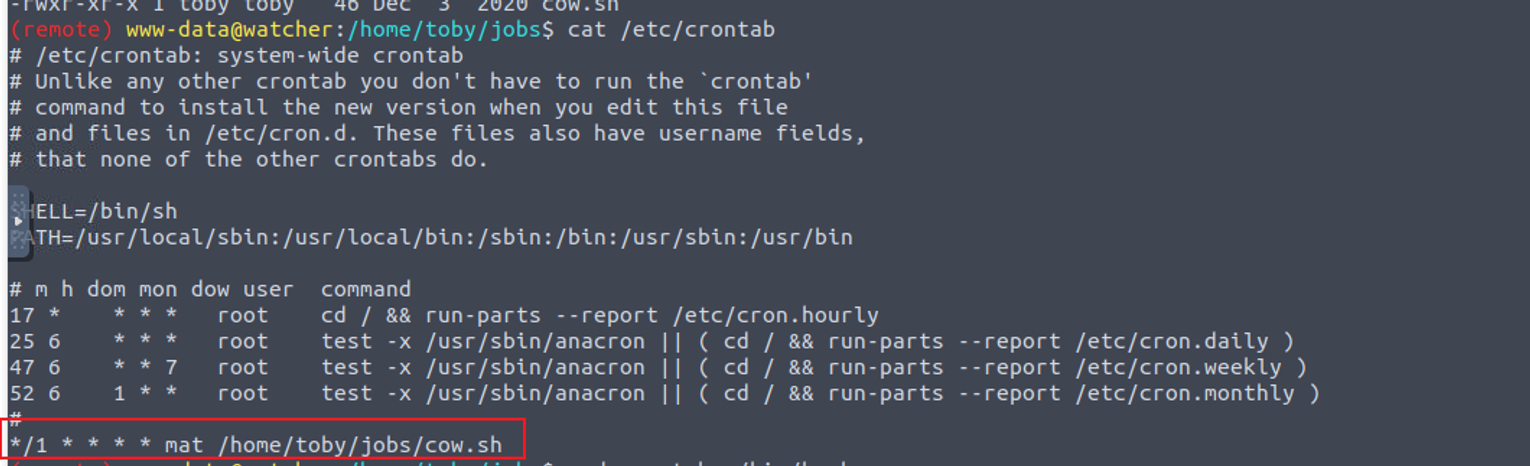 -rwxr-xr-x 1 toby toby   46 Dec  3  2020 cow.sh
(remote) www-data@watcher:/home/toby/jobs$ cat /etc/crontab
# /etc/crontab: system-wide crontab
# Unlike any other crontab you don't have to run the `crontab'
# command to install the new version when you edit this file
# and files in /etc/cron.d. These files also have username fields,
# that none of the other crontabs do.
SHELL=/bin/sh
PATH=/usr/local/sbin:/usr/local/bin:/sbin:/bin:/usr/sbin:/usr/bin
# m h dom mon dow user  command
17 *    * * *   root    cd / && run-parts --report /etc/cron.hourly
25 6    * * *   root    test -x /usr/sbin/anacron || ( cd / && run-parts --report /etc/cron.daily )
47 6    * * 7   root    test -x /usr/sbin/anacron || ( cd / && run-parts --report /etc/cron.weekly )
52 6    1 * *   root    test -x /usr/sbin/anacron || ( cd / && run-parts --report /etc/cron.monthly )
#
*/1 * * * * mat /home/toby/jobs/cow.sh